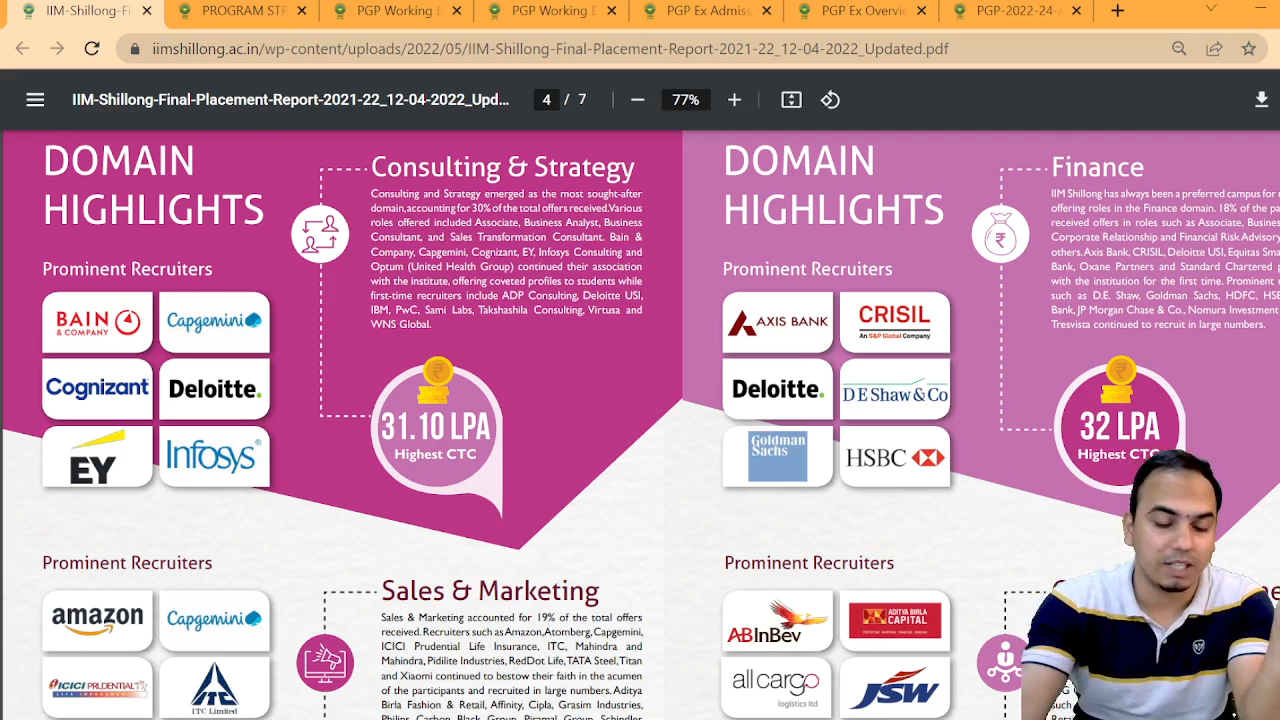 IIM-Shillong-Fi
PROGRAM STR
PGP Working E
PGP Working E
PGP Ex Admiss
PGP Ex Overvie
PGP-2022-24-
iimshillong.ac.in/wp-content/uploads/2022/05/IIM-Shillong-Final-Placement-Report-2021-22_12-04-2022_Updated.pdf
IIM-Shillong-Final-Placement-Report-2021-22_12-04-2022_Upd...
4 / 7
77%
DOMAIN
HIGHLIGHTS
Prominent Recruiters
BAIN
& COMPANY
Capgemini
Cognizant
Deloitte.
EY
Infosys®
Consulting & Strategy
Consulting and Strategy emerged as the most sought-after
domain, accounting for 30% of the total offers received. Various
roles offered included Associate, Business Analyst, Business
Consultant, and Sales Transformation Consultant. Bain &
Company, Capgemini, Cognizant, EY, Infosys Consulting and
Optum (United Health Group) continued their association
with the institute, offering coveted profiles to students while
first-time recruiters include ADP Consulting, Deloitte USI,
IBM, PwC, Sami Labs, Takshashila Consulting, Virtusa and
WNS Global.
31.10 LPA
Highest CTC
DOMAIN
HIGHLIGHTS
Prominent Recruiters
AXIS BANK
CRISIL
An S&P Global Company
Deloitte.
DE Shaw & Co
Goldman
Sachs
HSBC
Finance
IIM Shillong has always been a preferred campus for
offering roles in the Finance domain. 18% of the pa
received offers in roles such as Associate, Busines
Corporate Relationship and Financial Risk Advisory
others. Axis Bank, CRISIL, Deloitte USI, Equitas Sma
Bank, Oxane Partners and Standard Chartered
with the institution for the first time. Prominent
such as D.E. Shaw, Goldman Sachs, HDFC, HSB
Bank, JP Morgan Chase & Co., Nomura Investment
Tresvista continued to recruit in large numbers.
32 LPA
Highest CTC
Prominent Recruiters
amazon
Capgemini
ICICI PRUDENTIAL
LIFE INSURANCE
ITC Limited
Sales & Marketing
Sales & Marketing accounted for 19% of the total offers
received. Recruiters such as Amazon, Atomberg, Capgemini,
ICICI Prudential Life Insurance, ITC, Mahindra and
Mahindra, Pidilite Industries, RedDot Life, TATA Steel, Titan
and Xiaomi continued to bestow their faith in the acumen
of the participants and recruited in large numbers. Aditya
Birla Fashion & Retail, Affinity, Cipla, Grasim Industries,
Philips Carbon Black Group, Piramal Group, Schindler
Prominent Recruiters
ABInBev
ADITYA BIRLA
CAPITAL
allcargo
logistics ltd.
JSW